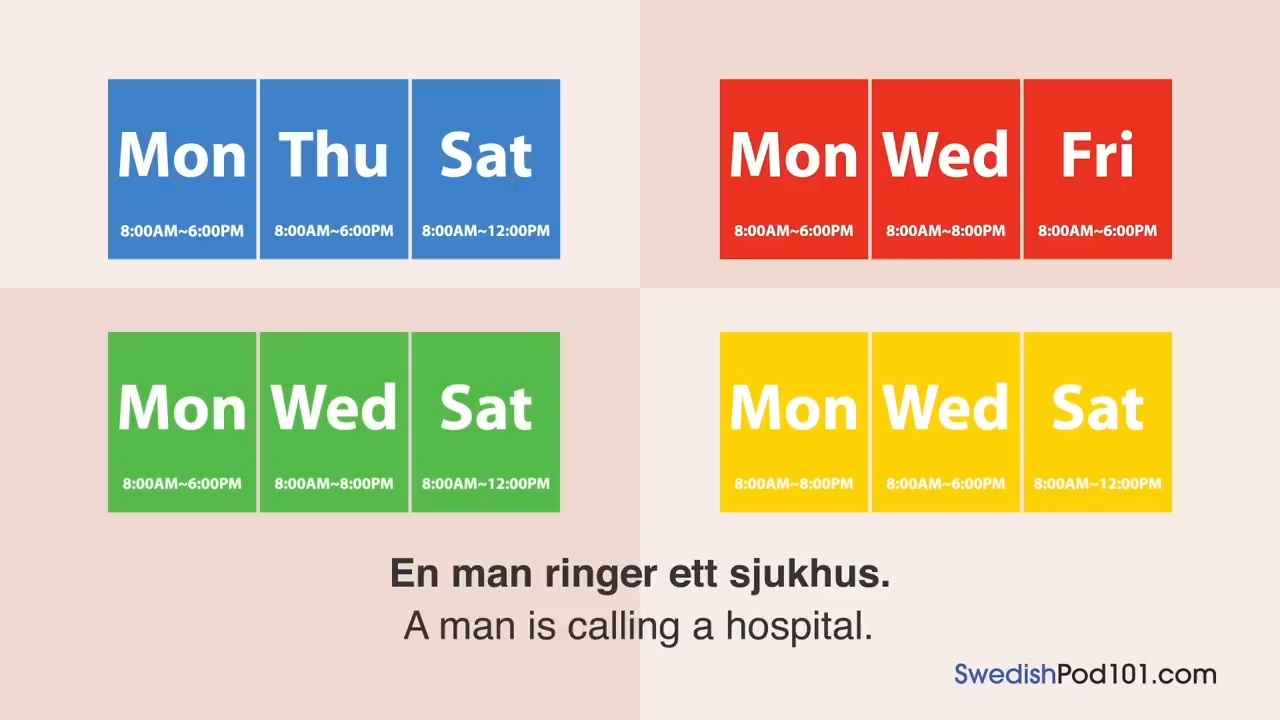 Mon Thu Sat
8:00AM~6:00PM 8:00AM~6:00PM 8:00AM~12:00PM
Mon Wed Fri
8:00AM~6:00PM 8:00AM~8:00PM 8:00AM~6:00PM
Mon Wed Sat
8:00AM~6:00PM 8:00AM~8:00PM 8:00AM~12:00PM
Mon Wed Sat
8:00AM~8:00PM 8:00AM~6:00PM 8:00AM~12:00PM
En man ringer ett sjukhus.
A man is calling a hospital.
SwedishPod101.com